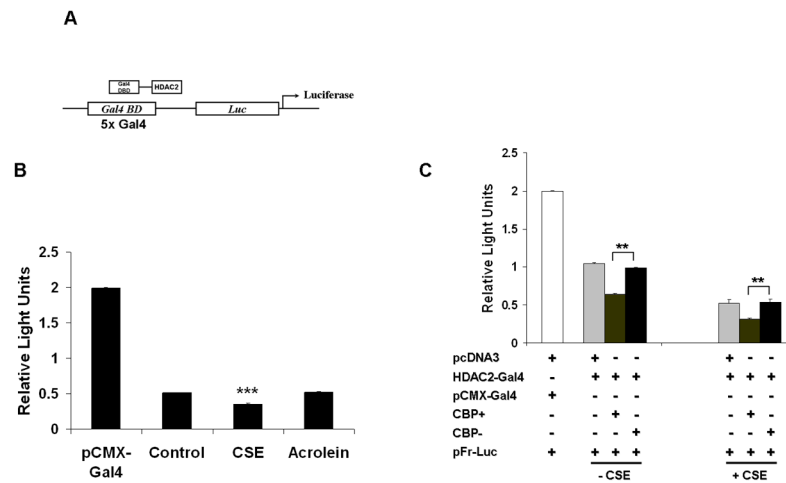 A
Gal4
DBD
HDAC2
Luciferase
Gal4 BD
Luc
5x Gal4
B
Relative Light Units
2.5
2
1.5
1
0.5
0
***
pCMX-
Gal4
Control
CSE
Acrolein
C
Relative Light Units
2.5
2
1.5
1
0.5
0
**
**
pcDNA3 + + - - + - -
HDAC2-Gal4 - + + + + + +
pCMX-Gal4 + - - - - - -
CBP+ - - + - - + -
CBP- - - - + - - +
pFr-Luc + + + + + + +
- CSE
+ CSE